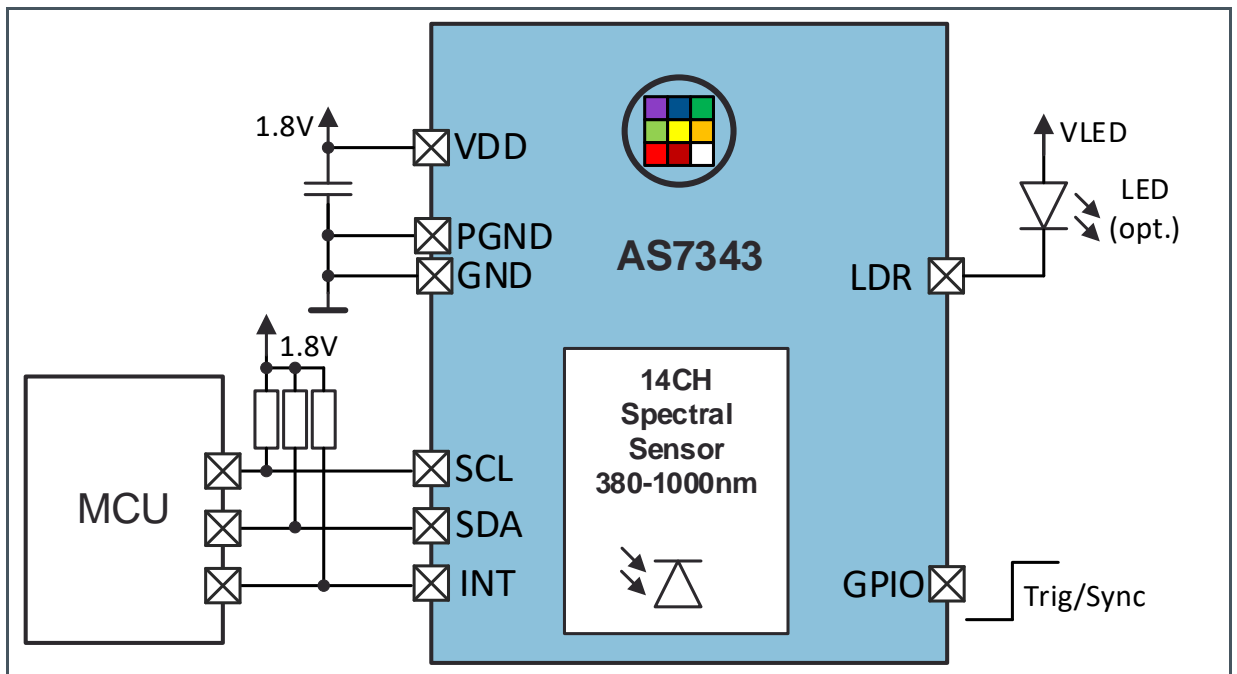 1.8V
VDD
PGND
GND
AS7343
VLED
LED
(opt.)
LDR
1.8V
MCU
SCL
SDA
INT
14CH
Spectral
Sensor
380-1000nm
GPIO
Trig/Sync